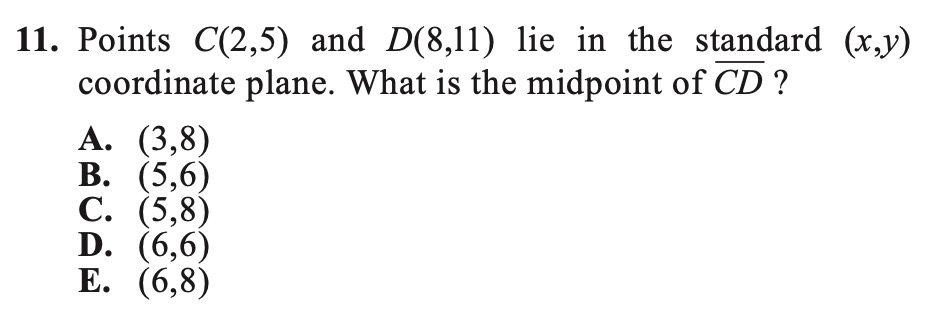 11. Points C(2,5) and D(8,11) lie in the standard (x,y)
coordinate plane. What is the midpoint of CD ?
A. (3,8)
B. (5,6)
C. (5,8)
D. (6,6)
E. (6,8)